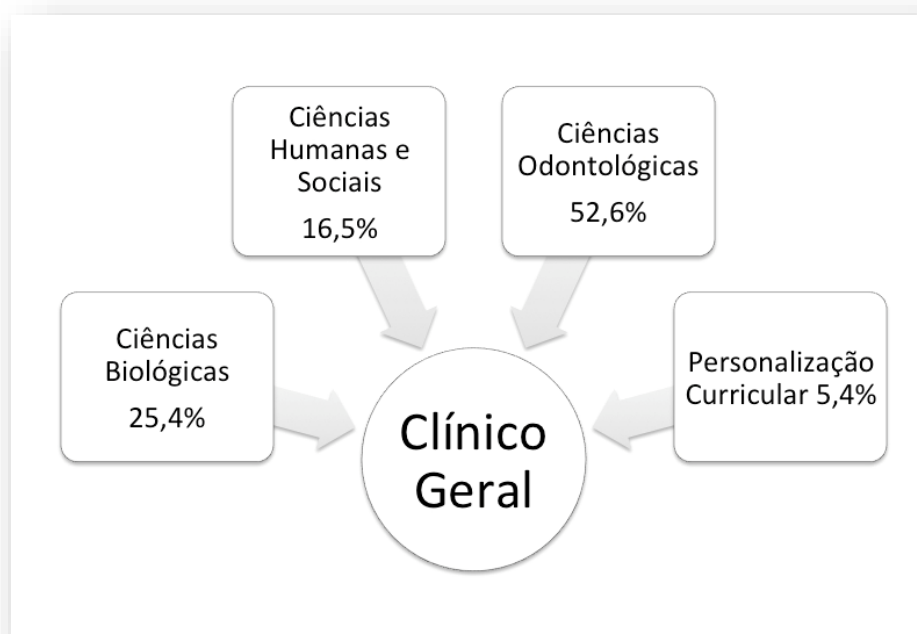 Ciências
Humanas e
Sociais
16,5%
Ciências
Odontológicas
52,6%
Ciências
Biológicas
25,4%
Personalização
Curricular 5,4%
Clínico
Geral